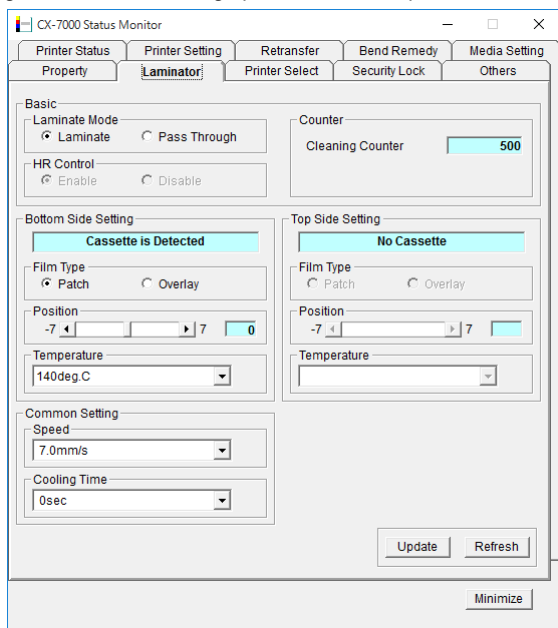 CX-7000 Status Monitor
Printer Status Printer Setting Retransfer Bend Remedy Media Setting
Property Laminator Printer Select Security Lock Others
Basic
Laminate Mode
Laminate Pass Through
HR Control
Enable Disable
Counter
Cleaning Counter 500
Bottom Side Setting
Cassette is Detected
Film Type
Patch Overlay
Position
-7 7 0
Temperature
140deg.C
Top Side Setting
No Cassette
Film Type
Patch Overlay
Position
-7 7
Temperature
Common Setting
Speed
7.0mm/s
Cooling Time
0sec
Update Refresh
Minimize